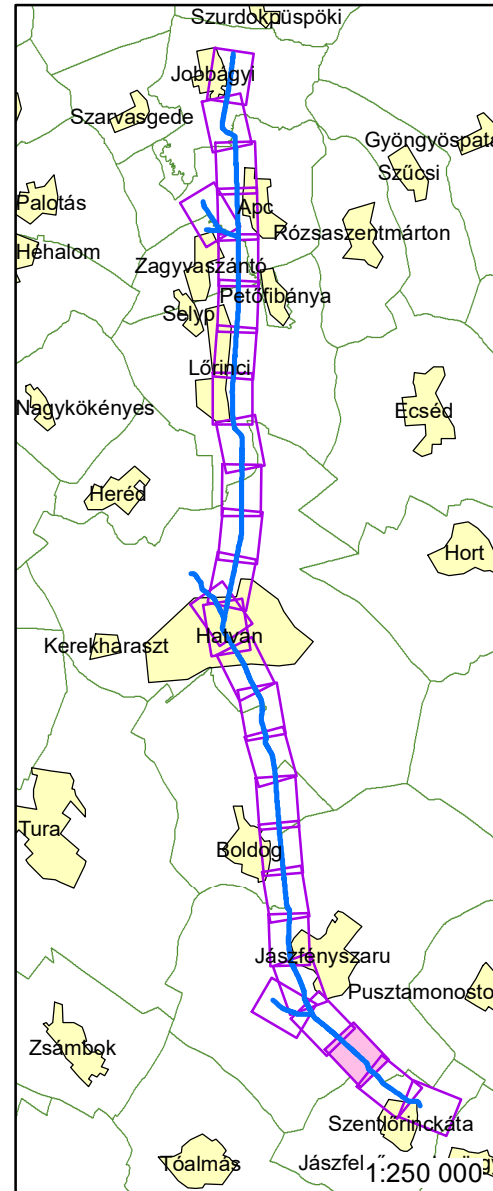 Szurdokpüspöki
Jobbágyi
Szarvasgede
Gyöngyöspata
Szűcsi
Palotás
Apc
Rózsaszentmárton
Héhalom
Zagyvaszántó
Petőfibánya
Selyp
Lőrinci
Nagykökényes
Ecséd
Heréd
Hort
Hatvan
Kerekharaszt
Tura
Boldog
Jászfényszaru
Pusztamonosto
Zsámbok
Szentlőrinckáta
Tóalmás
Jászfel
1:250 000